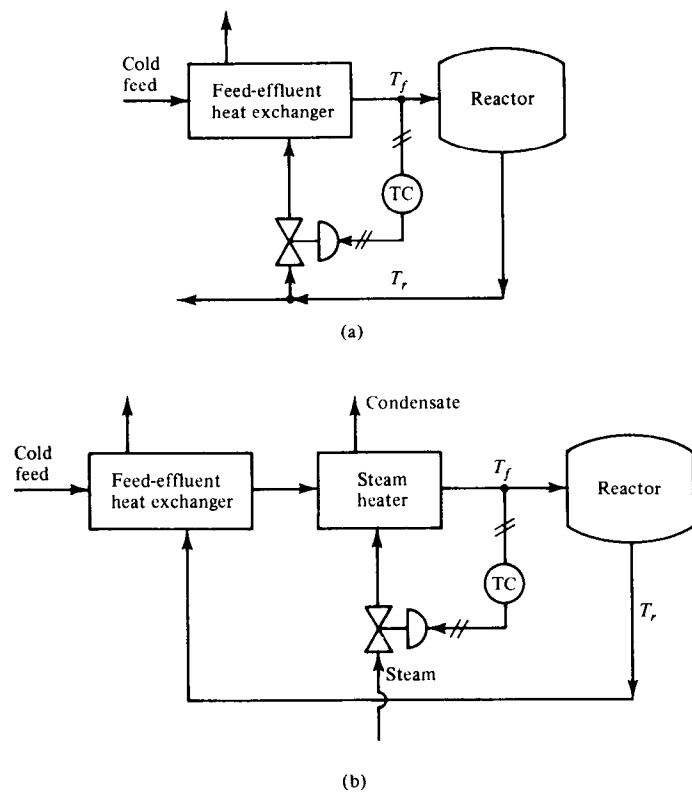 Cold
feed
Feed-effluent
heat exchanger
T_f
Reactor
TC
T_r
(a)
Condensate
Cold
feed
Feed-effluent
heat exchanger
Steam
heater
T_f
Reactor
TC
T_r
Steam
(b)